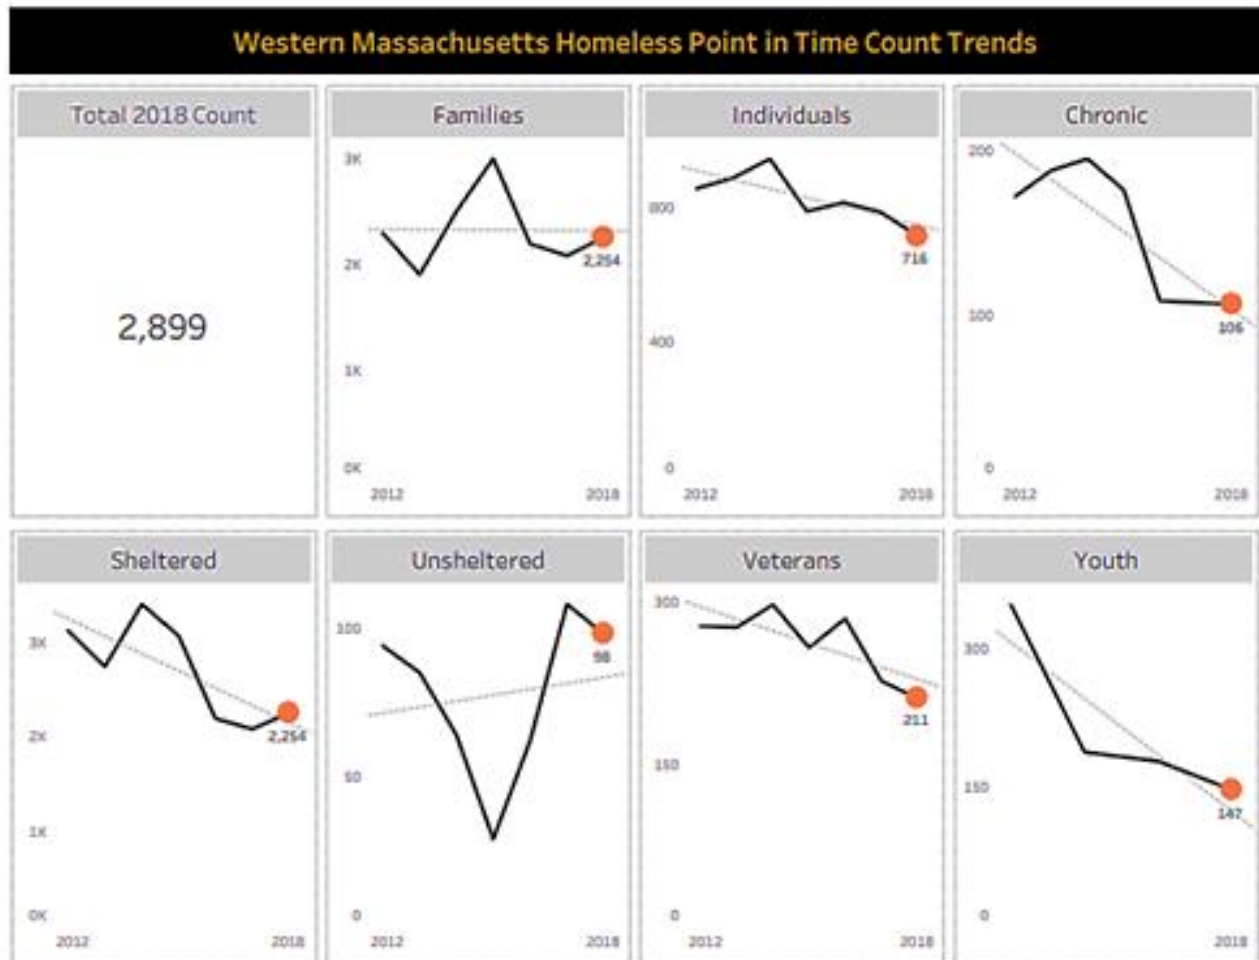 Western Massachusetts Homeless Point in Time Count Trends
Total 2018 Count
2,899
Families
3K
2K
1K
0K
2,254
2012
2018
Individuals
800
400
0
716
2012
2018
Chronic
200
100
0
106
2012
2018
Sheltered
3K
2K
1K
0K
2,254
2012
2018
Unsheltered
100
50
0
98
2012
2018
Veterans
300
150
0
211
2012
2018
Youth
300
150
0
147
2018